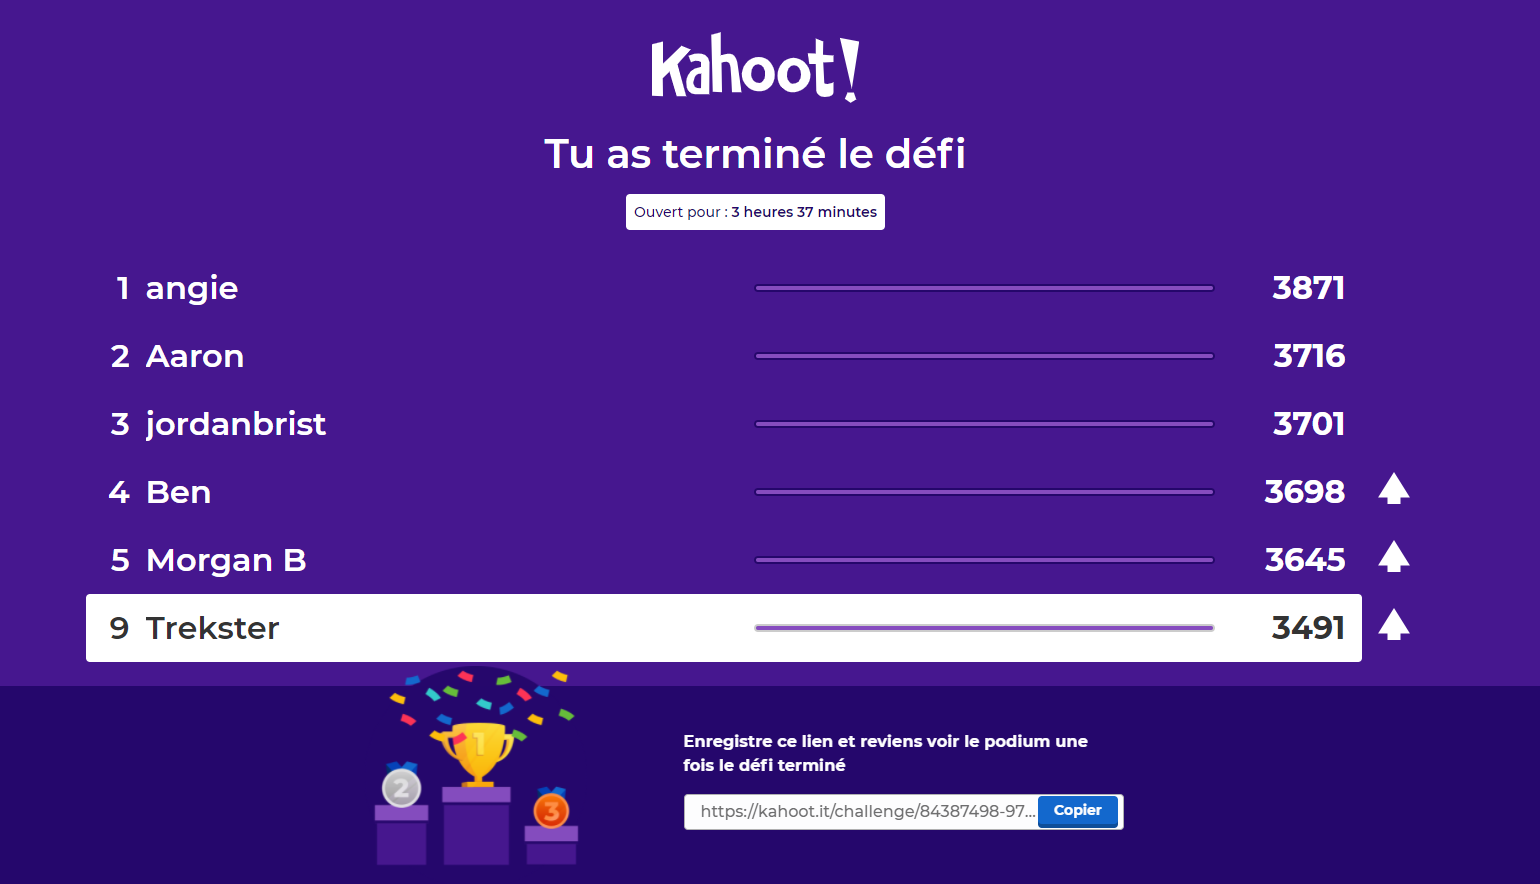 Kahoot!
Tu as terminé le défi
Ouvert pour : 3 heures 37 minutes
1 angie 3871
2 Aaron 3716
3 jordanbrist 3701
4 Ben 3698
5 Morgan B 3645
9 Trekster 3491
1
2
3
Enregistre ce lien et reviens voir le podium une
fois le défi terminé
https://kahoot.it/challenge/84387498-97... Copier